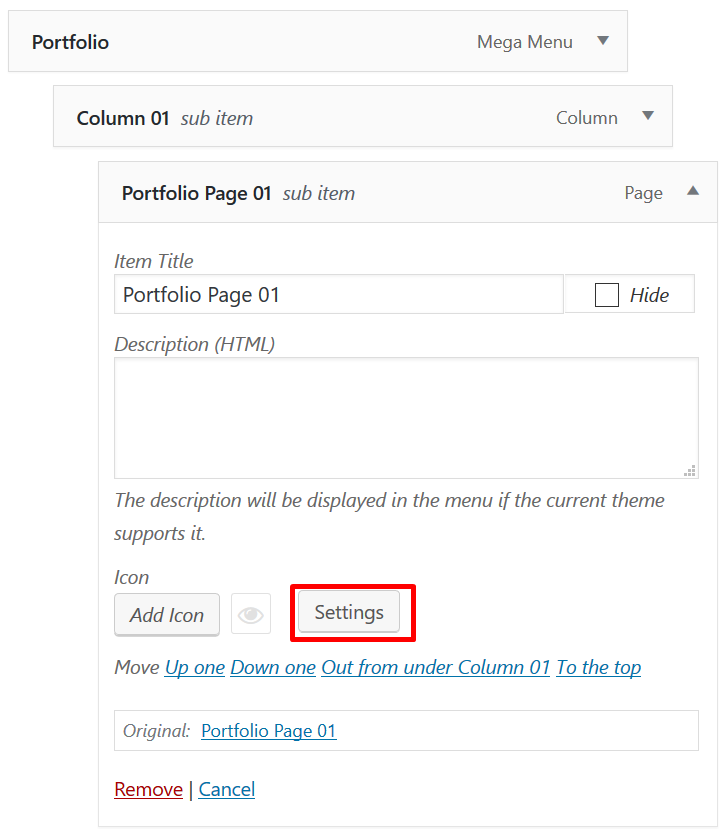 Portfolio Mega Menu
Column 01 sub item Column
Portfolio Page 01 sub item Page
Item Title
Portfolio Page 01 Hide
Description (HTML)
The description will be displayed in the menu if the current theme
supports it.
Icon
Add Icon Settings
Move Up one Down one Out from under Column 01 To the top
Original: Portfolio Page 01
Remove | Cancel